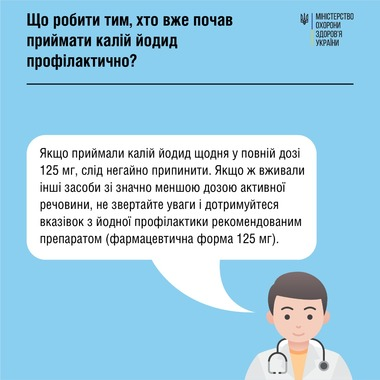 Що робити тим, хто вже почав
приймати калій йодид
профілактично?
МІНІСТЕРСТВО
ОХОРОНИ
ЗДОРОВ'Я
УКРАЇНИ
Якщо приймали калій йодид щодня у повній дозі
125 мг, слід негайно припинити. Якщо ж вживали
інші засоби зі значно меншою дозою активної
речовини, не звертайте уваги і дотримуйтеся
вказівок з йодної профілактики рекомендованим
препаратом (фармацевтична форма 125 мг).